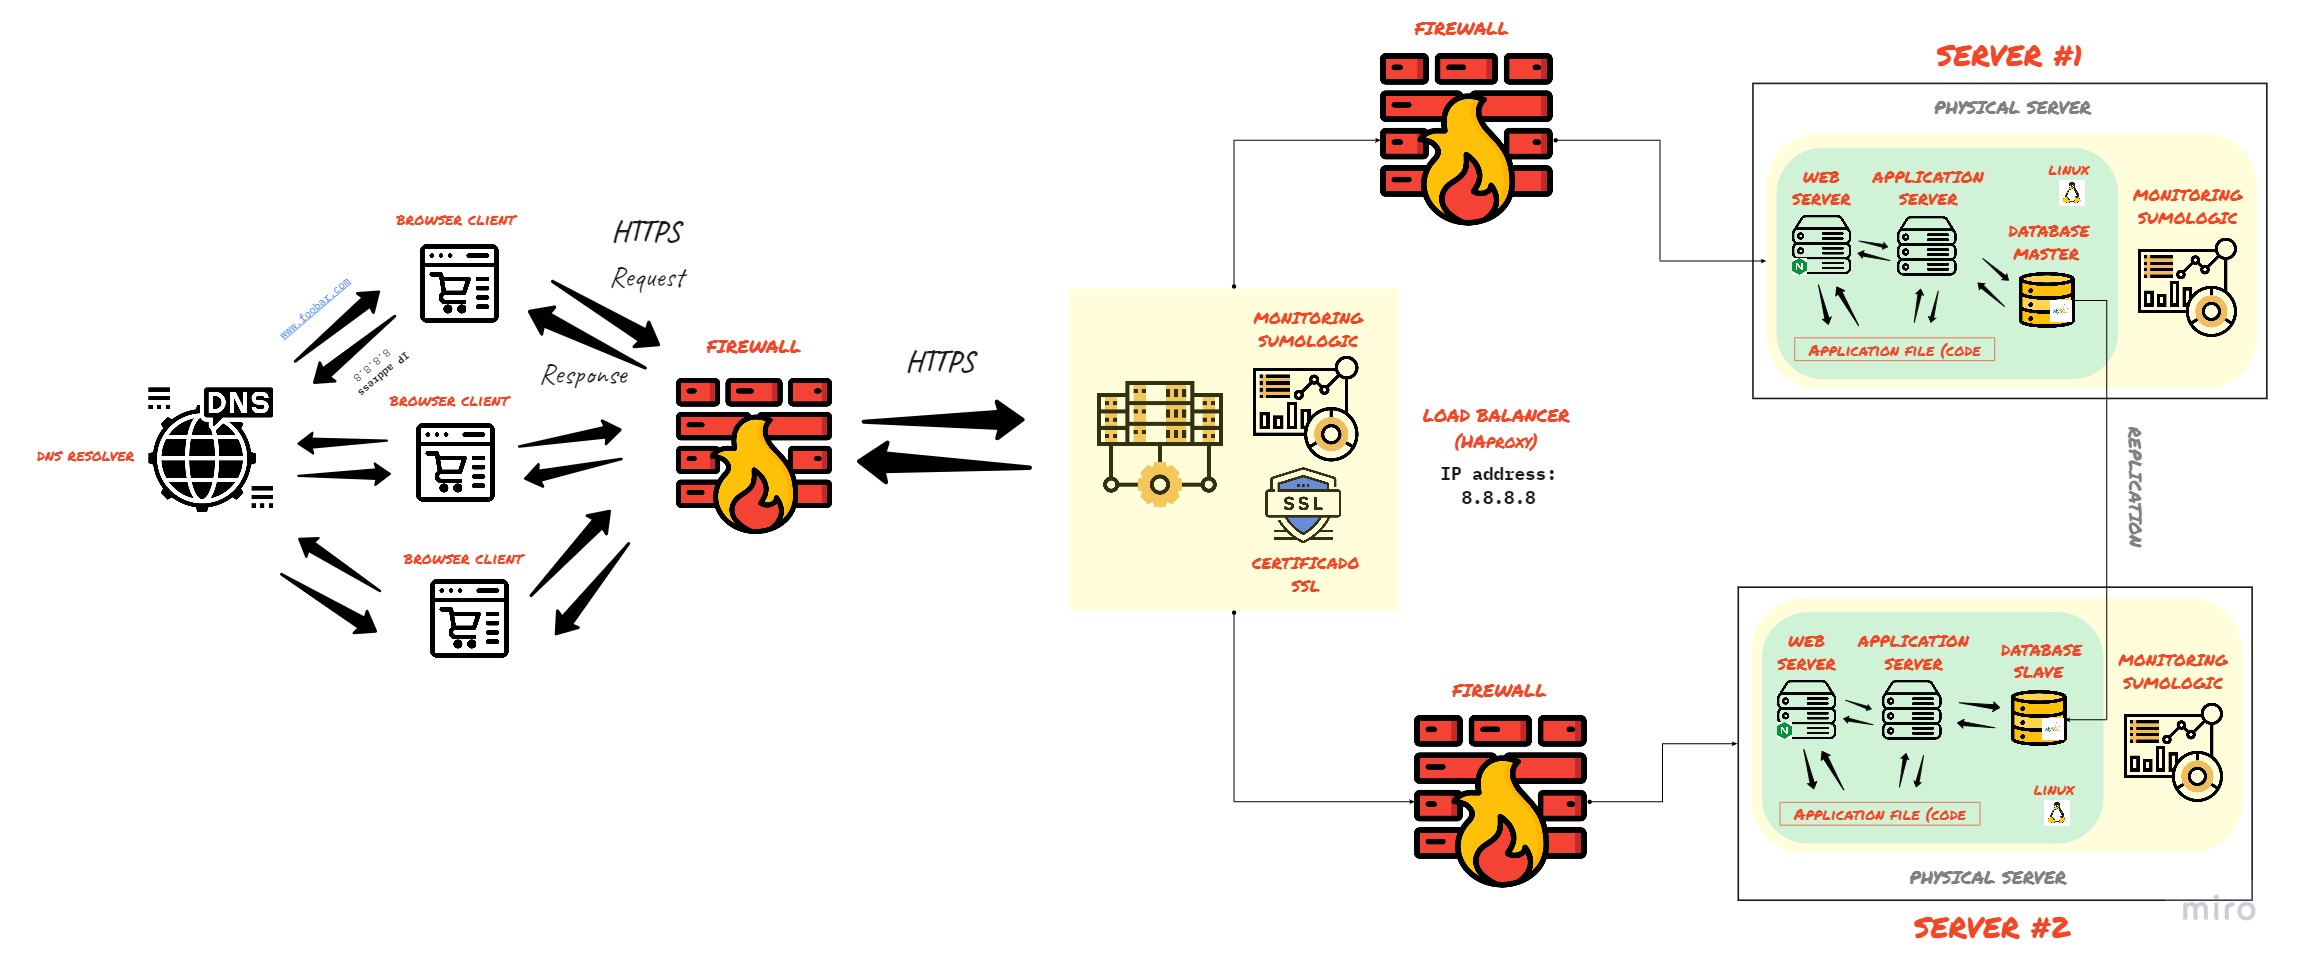 DNS RESOLVER
DNS
www.foobar.com
IP address
8.8.8.8
BROWSER CLIENT
BROWSER CLIENT
BROWSER CLIENT
HTTPS
Request
Response
FIREWALL
HTTPS
MONITORING
SUMOLOGIC
SSL
CERTIFICADO
SSL
LOAD BALANCER
(HAPROXY)
IP address:
8.8.8.8
FIREWALL
FIREWALL
SERVER #1
PHYSICAL SERVER
WEB
SERVER
N
APPLICATION
SERVER
LINUX
DATABASE
MASTER
MySQL
APPLICATION FILE (CODE
MONITORING
SUMOLOGIC
REPLICATION
WEB
SERVER
N
APPLICATION
SERVER
DATABASE
SLAVE
MySQL
LINUX
APPLICATION FILE (CODE
MONITORING
SUMOLOGIC
PHYSICAL SERVER
SERVER #2
miro